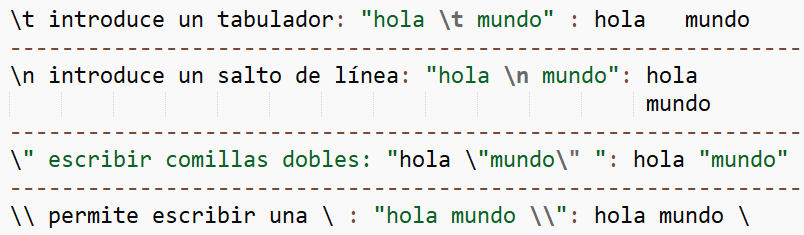 \t introduce un tabulador: "hola \t mundo" : hola   mundo
-------------------------------------------------------------
\n introduce un salto de línea: "hola \n mundo": hola
                                                 mundo
-------------------------------------------------------------
\" escribir comillas dobles: "hola \"mundo\" ": hola "mundo"
-------------------------------------------------------------
\\ permite escribir una \ : "hola mundo \\": hola mundo \